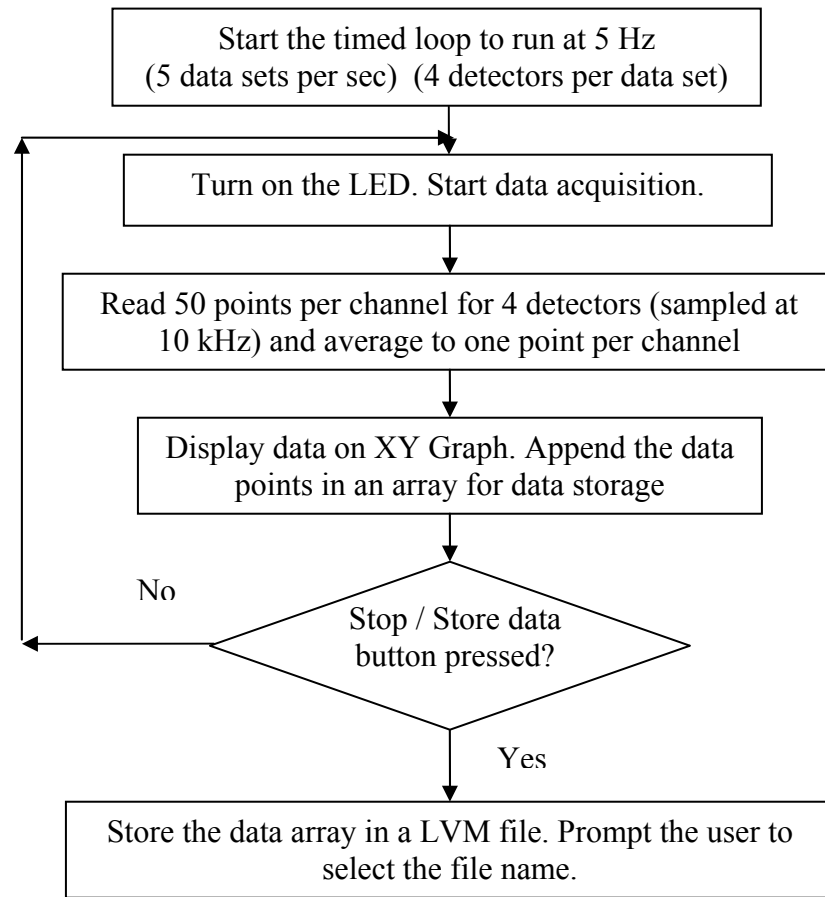 Start the timed loop to run at 5 Hz
(5 data sets per sec)  (4 detectors per data set)
Turn on the LED. Start data acquisition.
Read 50 points per channel for 4 detectors (sampled at
10 kHz) and average to one point per channel
Display data on XY Graph. Append the data
points in an array for data storage
No
Stop / Store data
button pressed?
Yes
Store the data array in a LVM file. Prompt the user to
select the file name.